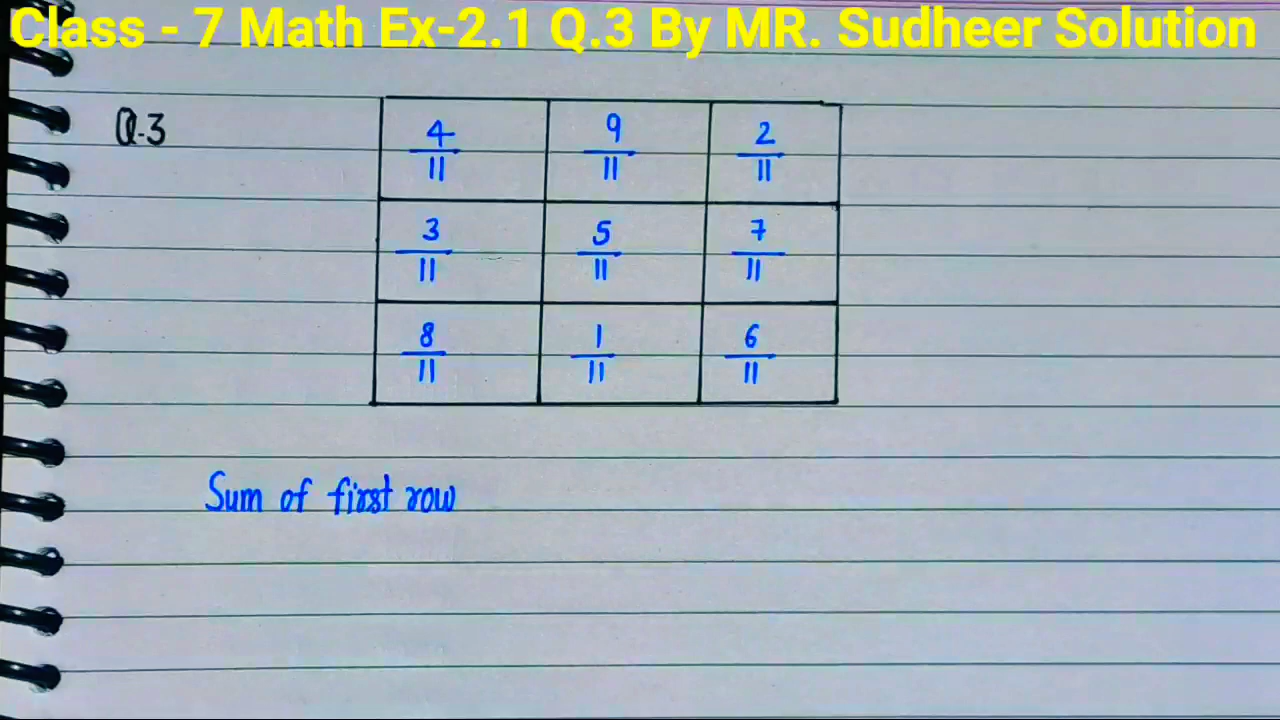 Class - 7 Math Ex-2.1 Q.3 By MR. Sudheer Solution
Q.3
4/11 9/11 2/11
3/11 5/11 7/11
8/11 1/11 6/11
Sum of first row